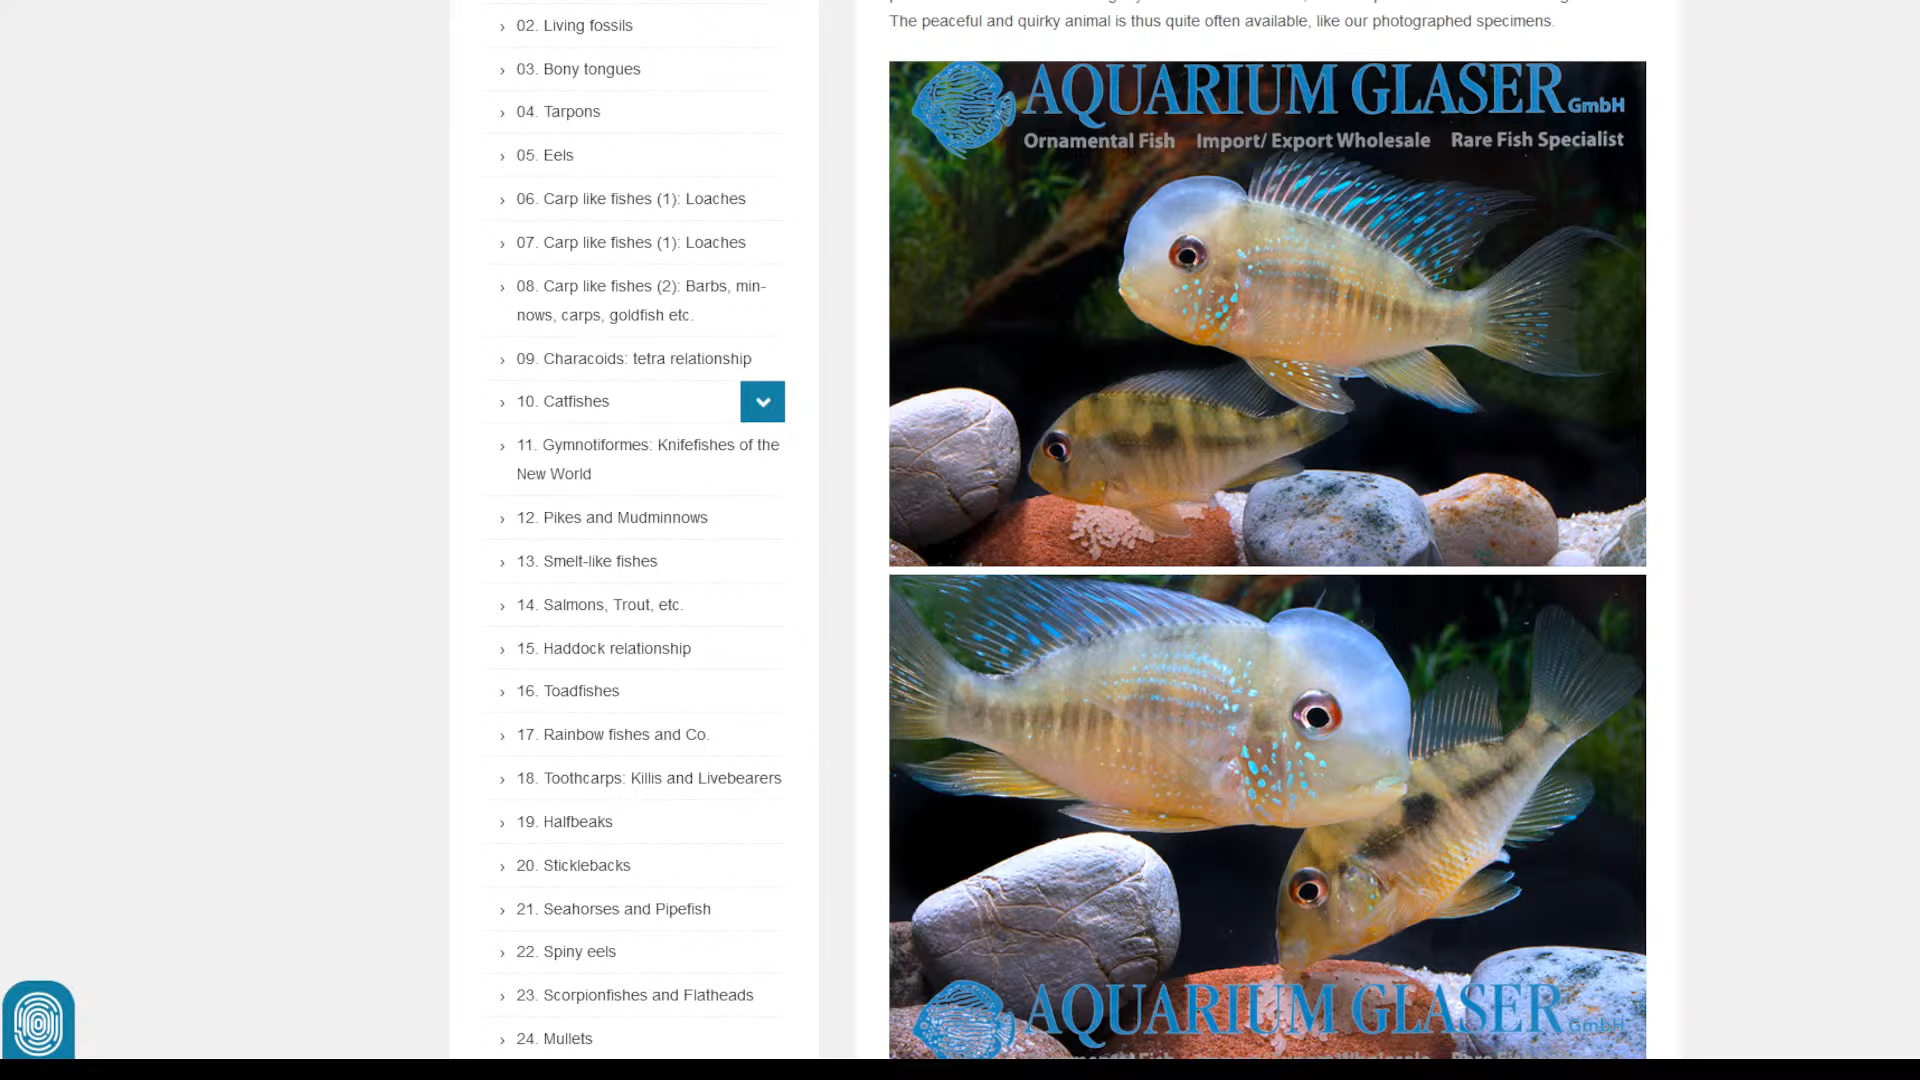 02. Living fossils
03. Bony tongues
04. Tarpons
05. Eels
06. Carp like fishes (1): Loaches
07. Carp like fishes (1): Loaches
08. Carp like fishes (2): Barbs, min-
nows, carps, goldfish etc.
09. Characoids: tetra relationship
10. Catfishes
11. Gymnotiformes: Knifefishes of the
New World
12. Pikes and Mudminnows
13. Smelt-like fishes
14. Salmons, Trout, etc.
15. Haddock relationship
16. Toadfishes
17. Rainbow fishes and Co.
18. Toothcarps: Killis and Livebearers
19. Halfbeaks
20. Sticklebacks
21. Seahorses and Pipefish
22. Spiny eels
23. Scorpionfishes and Flatheads
24. Mullets
The peaceful and quirky animal is thus quite often available, like our photographed specimens.
AQUARIUM GLASER GmbH
Ornamental Fish Import/ Export Wholesale Rare Fish Specialist
AQUARIUM GLASER GmbH